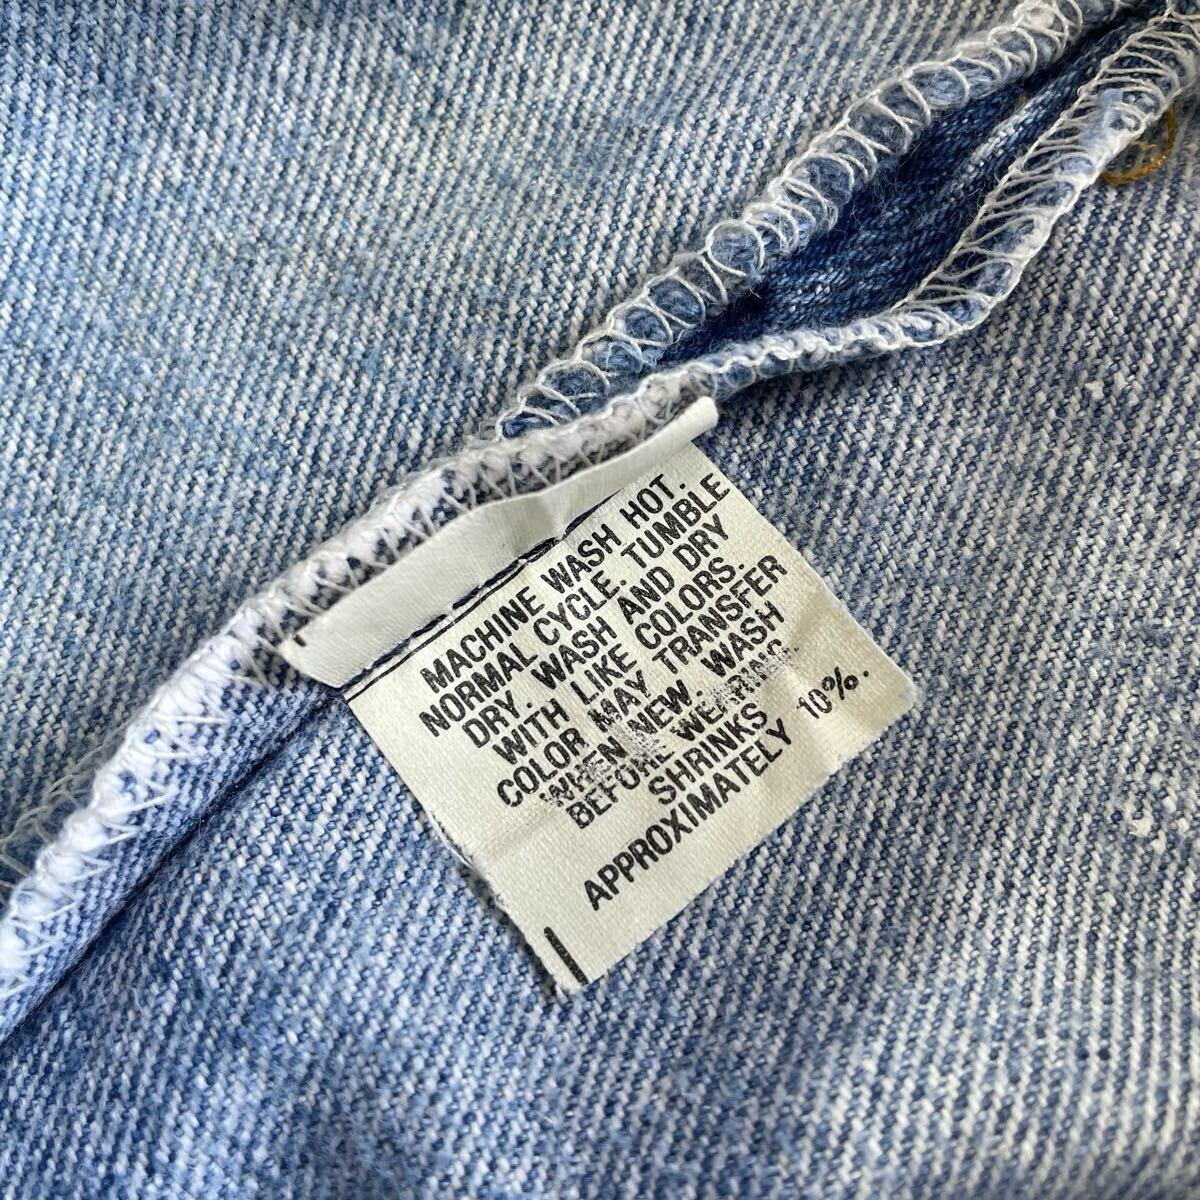 MACHINE WASH HOT.
NORMAL CYCLE. TUMBLE
DRY. WASH AND DRY
WITH LIKE COLORS.
COLOR MAY TRANSFER
WHEN NEW. WASH
BEFORE WEARING.
SHRINKS
APPROXIMATELY 10%.